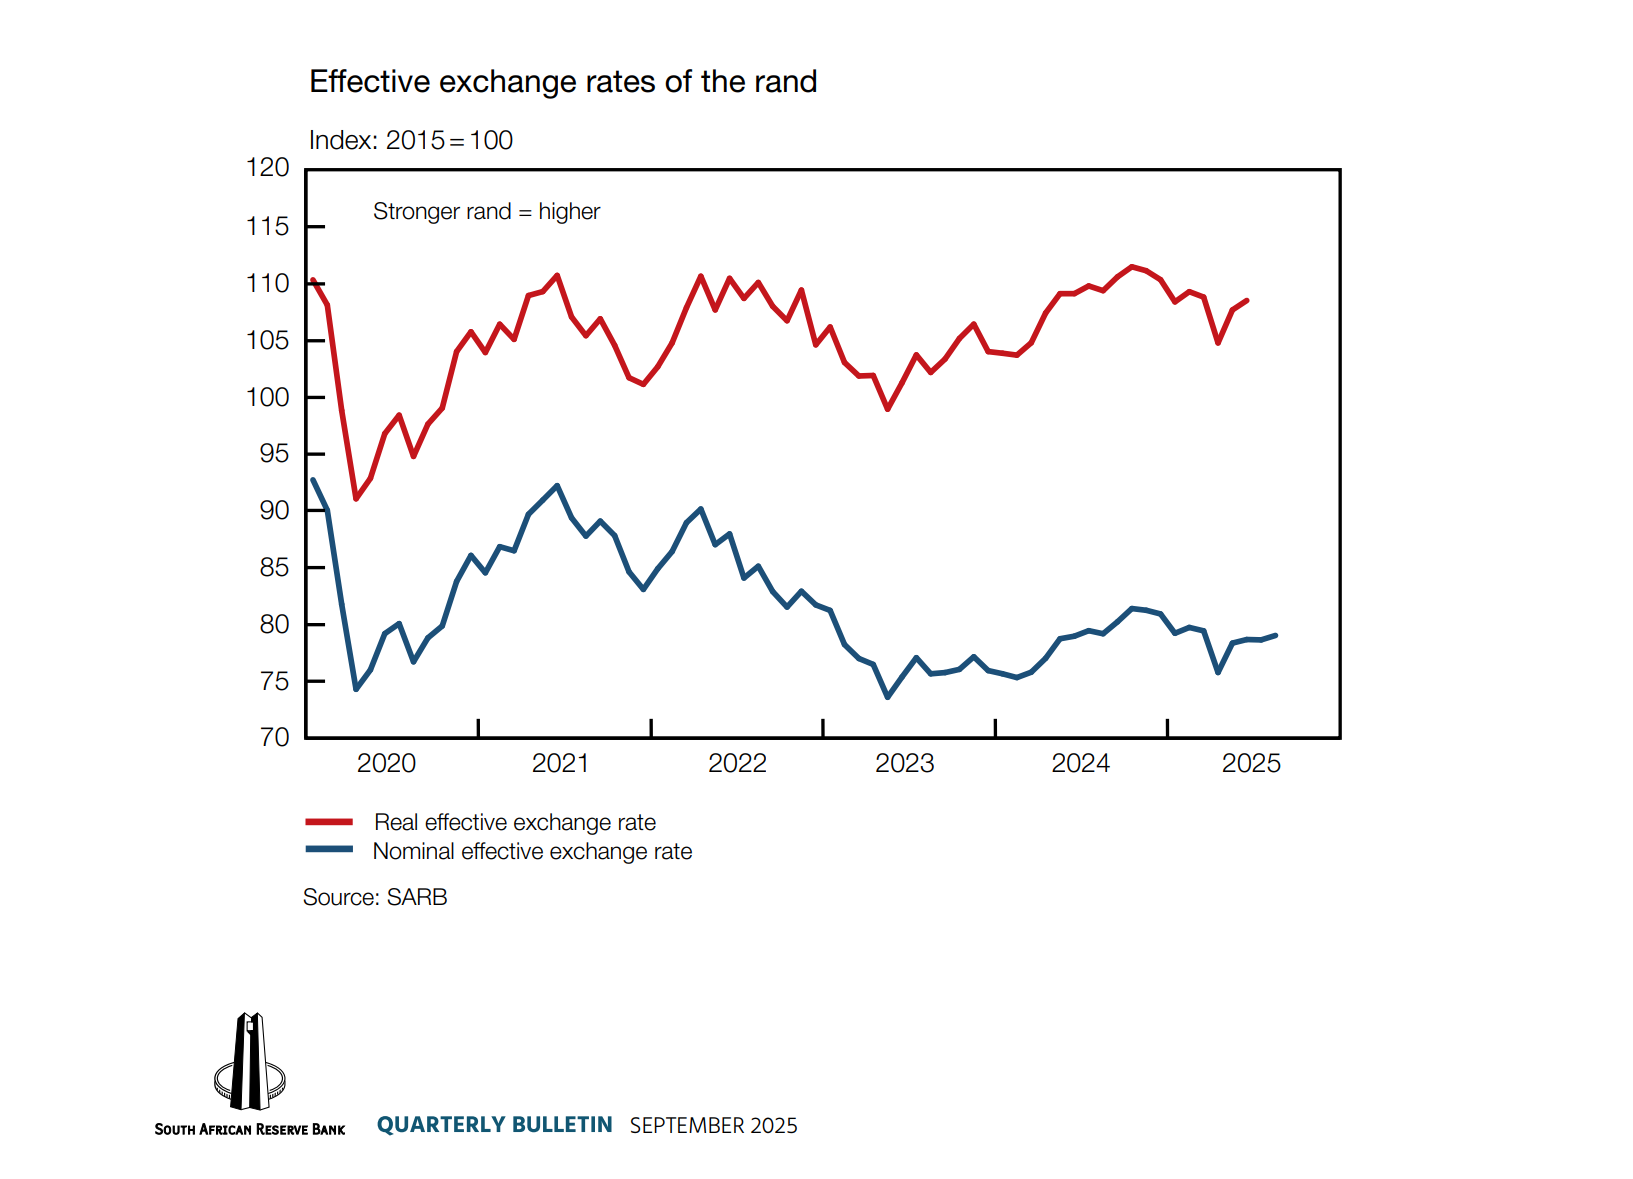 Effective exchange rates of the rand
Index: 2015 = 100
120
Stronger rand = higher
115
110
105
100
95
90
85
80
75
70
2020 2021 2022 2023 2024 2025
Real effective exchange rate
Nominal effective exchange rate
Source: SARB
SOUTH AFRICAN RESERVE BANK
QUARTERLY BULLETIN SEPTEMBER 2025